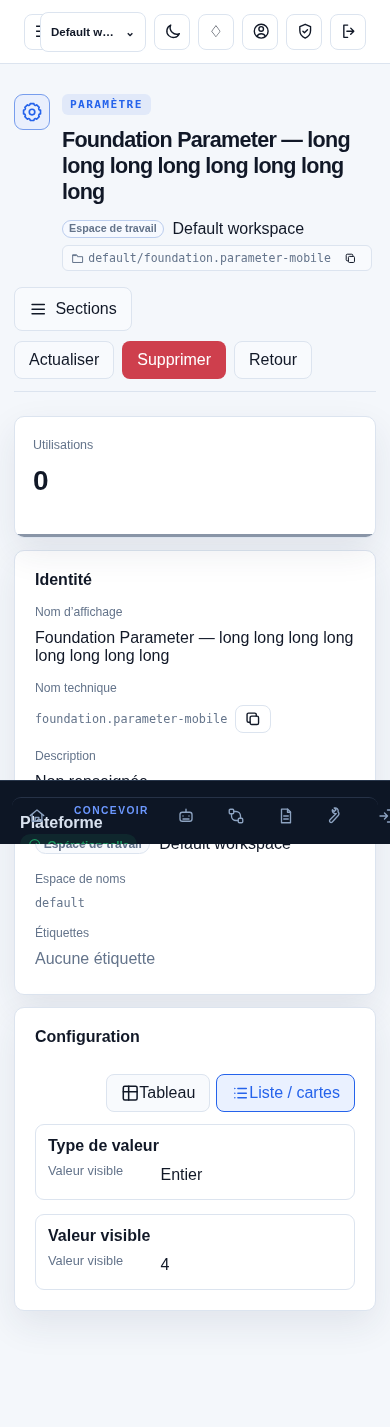 Default w...
PARAMÈTRE
Foundation Parameter — long
long long long long long long
long
Espace de travail Default workspace
default/foundation.parameter-mobile
Sections
Actualiser Supprimer Retour
Utilisations
0
Identité
Nom d'affichage
Foundation Parameter — long long long long
long long long long
Nom technique
foundation.parameter-mobile
Description
Non renseignée
CONCEVOIR
Plateforme
Espace de travail Default workspace
Espace de noms
default
Étiquettes
Aucune étiquette
Configuration
Tableau Liste / cartes
Type de valeur
Valeur visible Entier
Valeur visible
Valeur visible 4